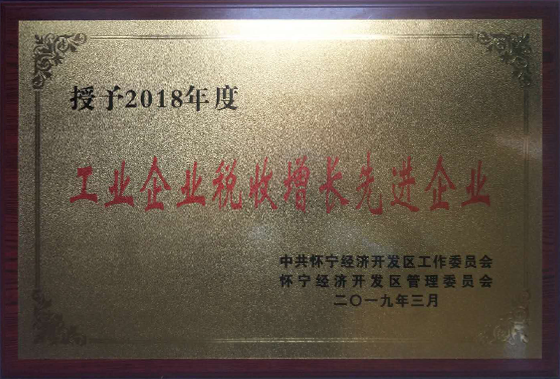 授予2018年度
工业企业税收增长先进企业
中共怀宁经济开发区工作委员会
怀宁经济开发区管理委员会
二〇一九年三月